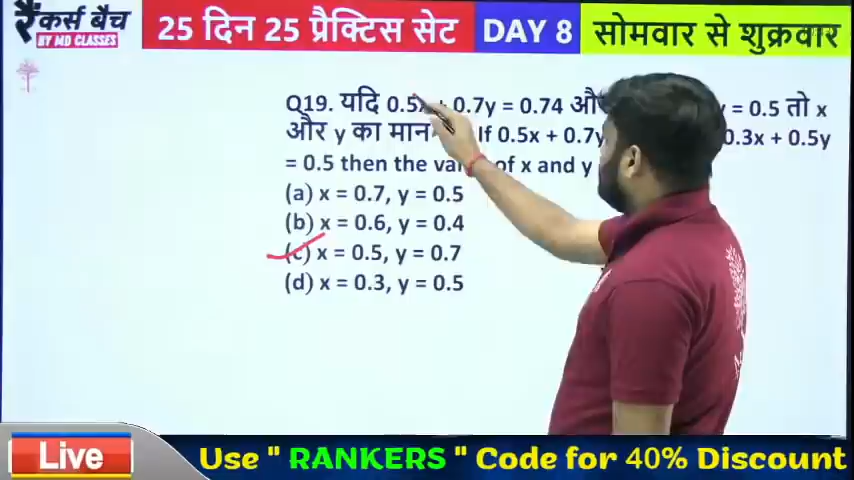 रैंकर्स बैच
BY MD CLASSES
25 दिन 25 प्रैक्टिस सेट
DAY 8
सोमवार से शुक्रवार
Q19. यदि 0.5x + 0.7y = 0.74 औ y = 0.5 तो x
और y का मान If 0.5x + 0.7y 0.3x + 0.5y
= 0.5 then the va of x and y
(a) x = 0.7, y = 0.5
(b) x = 0.6, y = 0.4
(c) x = 0.5, y = 0.7
(d) x = 0.3, y = 0.5
Live
Use " RANKERS " Code for 40% Discount